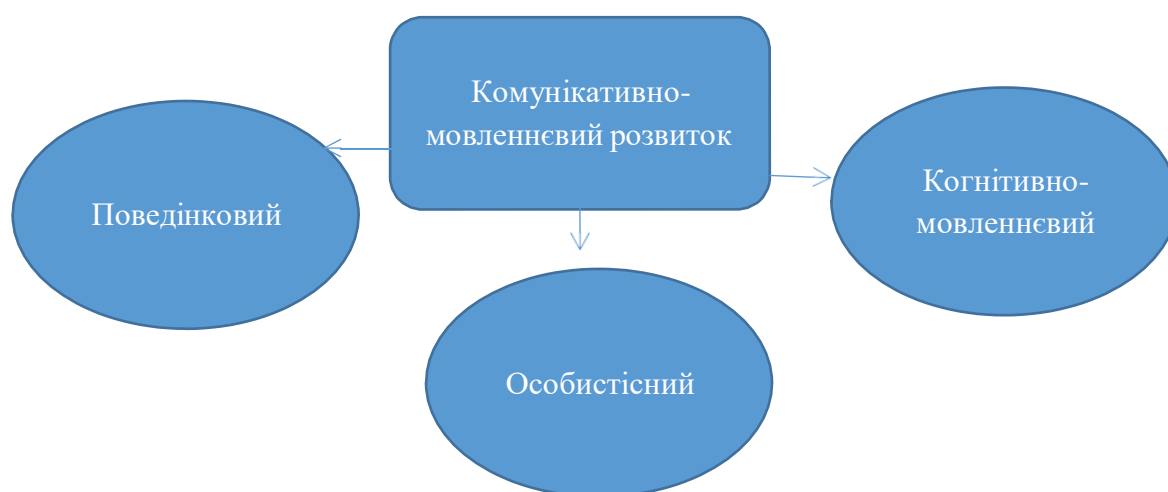 Комунікативно-
мовленнєвий розвиток
Поведінковий
Когнітивно-
мовленнєвий
Особистісний